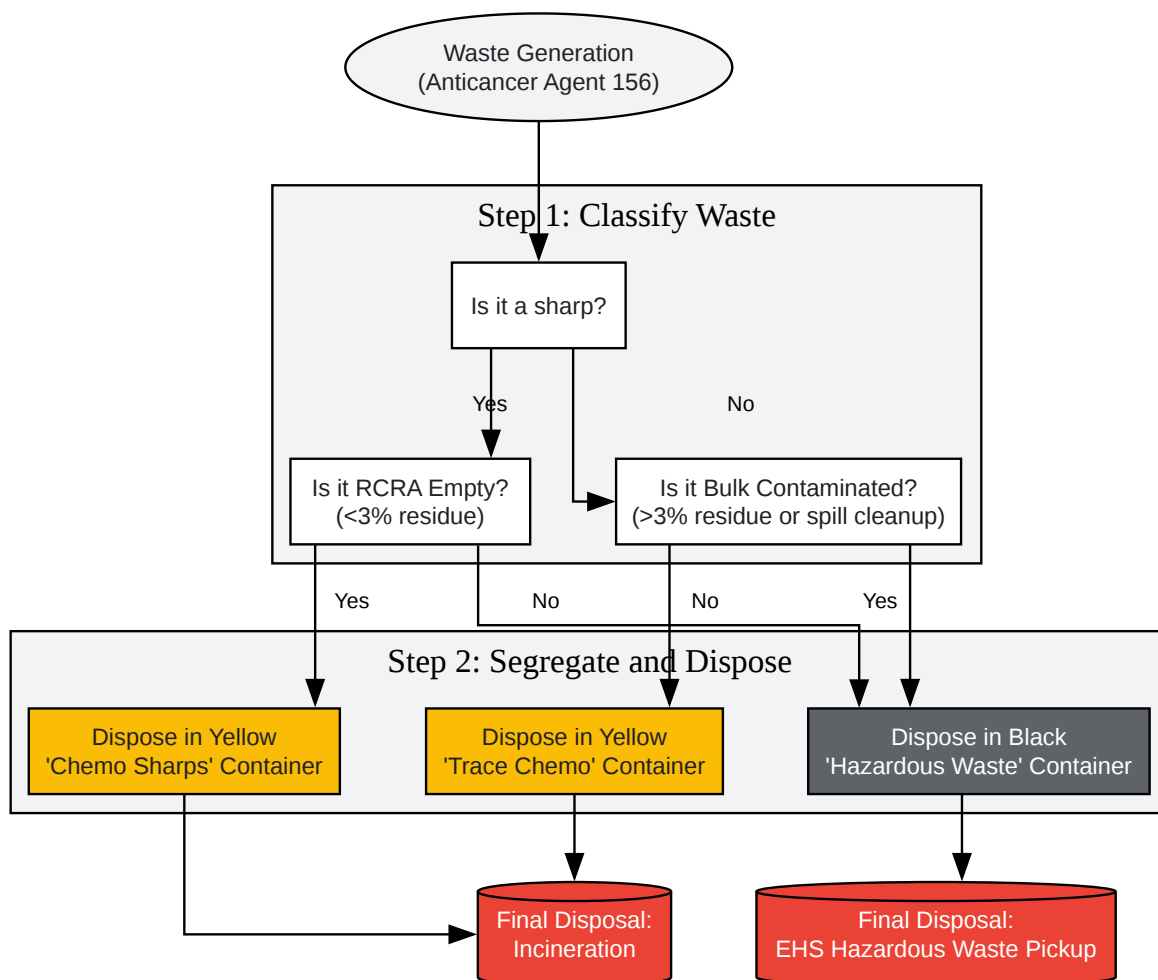 Waste Generation
(Anticancer Agent 156)
Step 1: Classify Waste
Is it a sharp?
Yes
No
Is it RCRA Empty?
(<3% residue)
Is it Bulk Contaminated?
(>3% residue or spill cleanup)
Yes
No
No
Yes
Step 2: Segregate and Dispose
Dispose in Yellow
'Chemo Sharps' Container
Dispose in Yellow
'Trace Chemo' Container
Dispose in Black
'Hazardous Waste' Container
Final Disposal:
Incineration
Final Disposal:
EHS Hazardous Waste Pickup